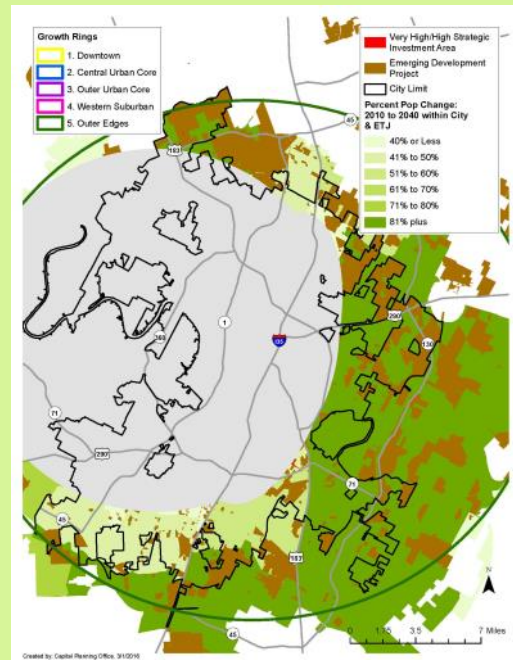 Growth Rings
1. Downtown
2. Central Urban Core
3. Outer Urban Core
4. Western Suburban
5. Outer Edges
Very High/High Strategic
Investment Area
Emerging Development
Project
City Limit
Percent Pop Change:
2010 to 2040 within City
& ETJ
40% or Less
41% to 50%
51% to 60%
61% to 70%
71% to 80%
81% plus
45
183
290
130
360
1
I35
71
290
71
45
183
45
N
0 1.75 3.5 7 Miles
Created by: Capital Planning Office, 3/1/2016